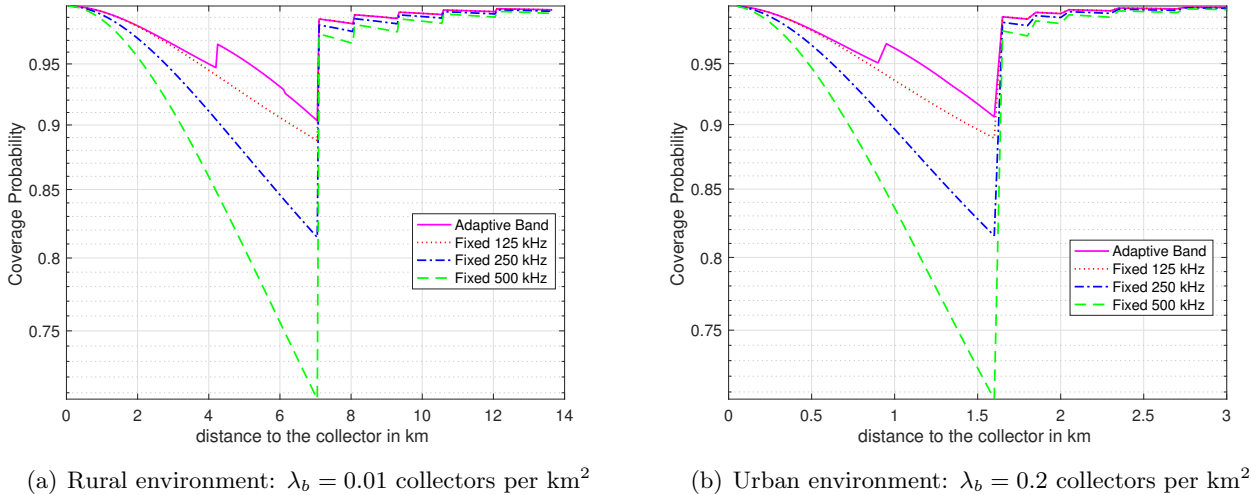 Coverage Probability
0.95
0.9
0.85
0.8
0.75
Adaptive Band
Fixed 125 kHz
Fixed 250 kHz
Fixed 500 kHz
0 2 4 6 8 10 12 14
distance to the collector in km
(a) Rural environment: λ_b = 0.01 collectors per km²
Coverage Probability
0.95
0.9
0.85
0.8
0.75
Adaptive Band
Fixed 125 kHz
Fixed 250 kHz
Fixed 500 kHz
0 0.5 1 1.5 2 2.5 3
distance to the collector in km
(b) Urban environment: λ_b = 0.2 collectors per km²